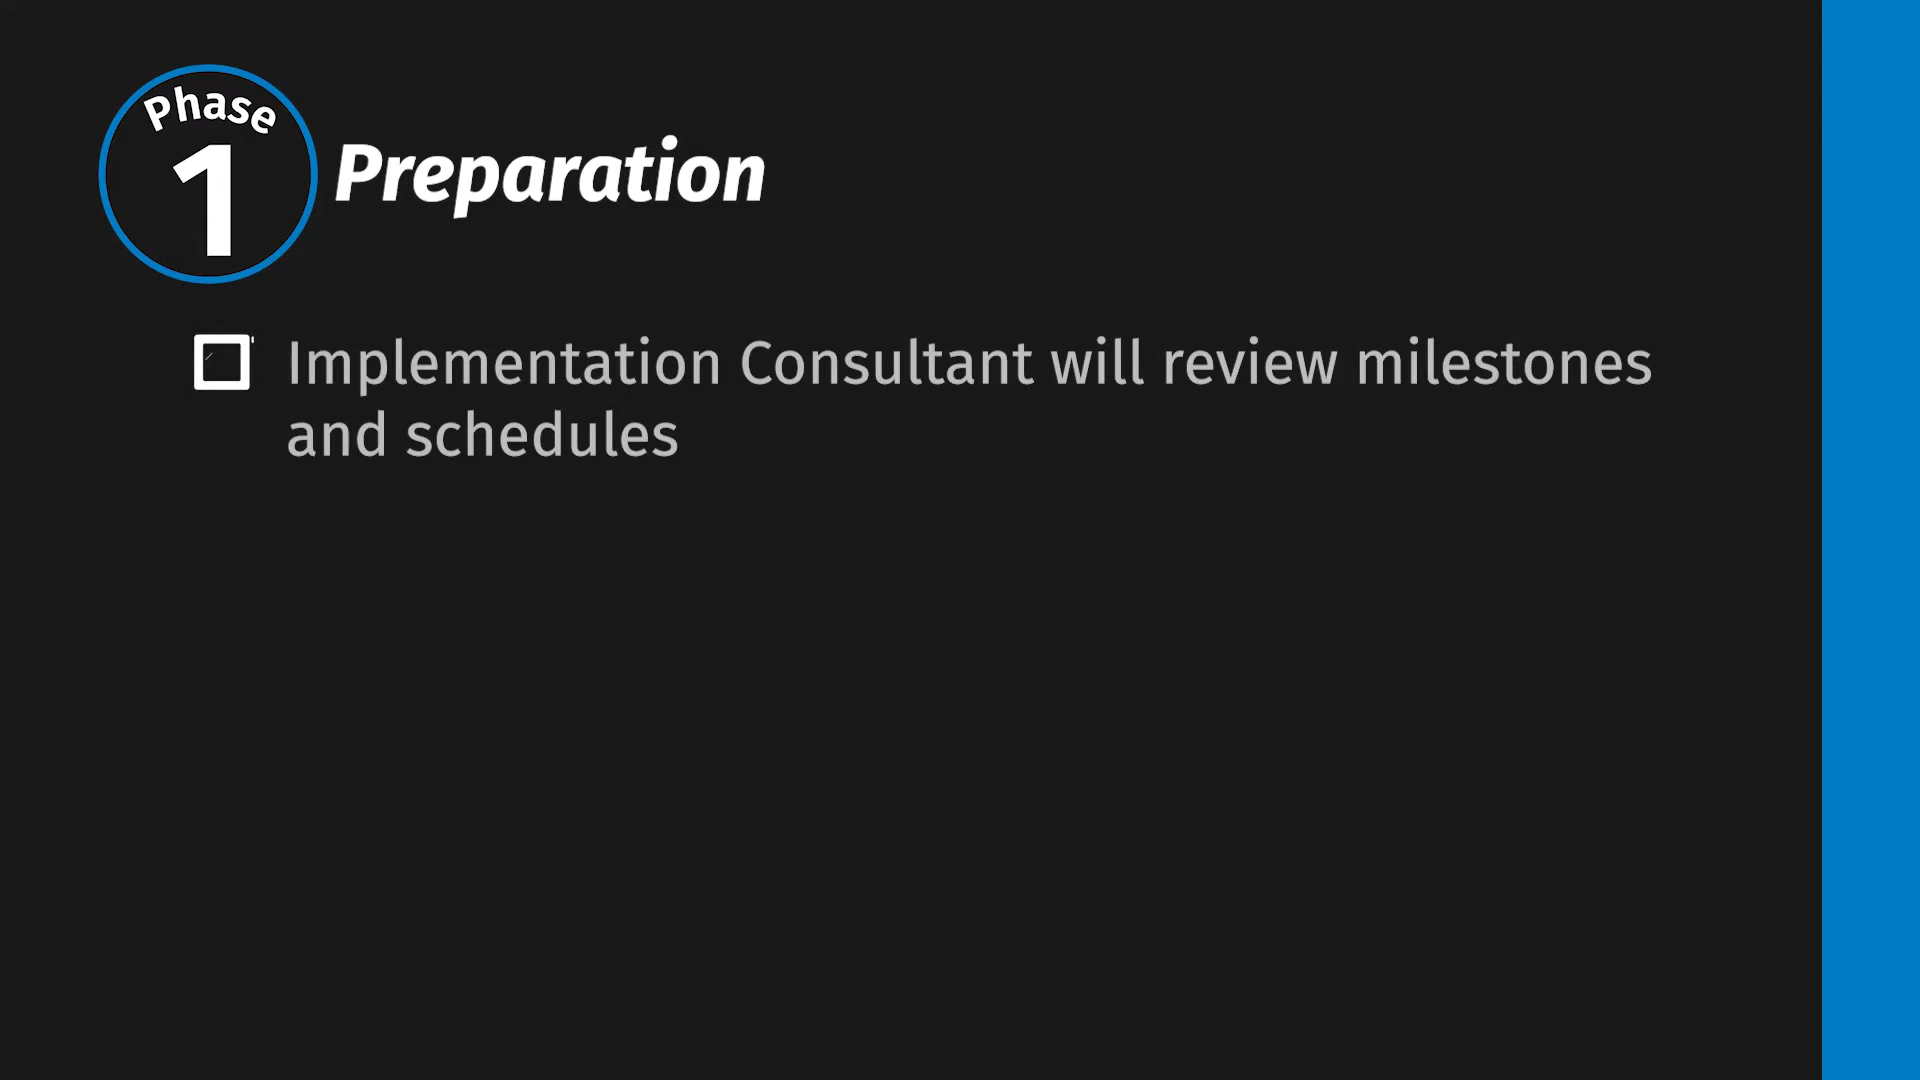 Phase
1
Preparation
Implementation Consultant will review milestones
and schedules